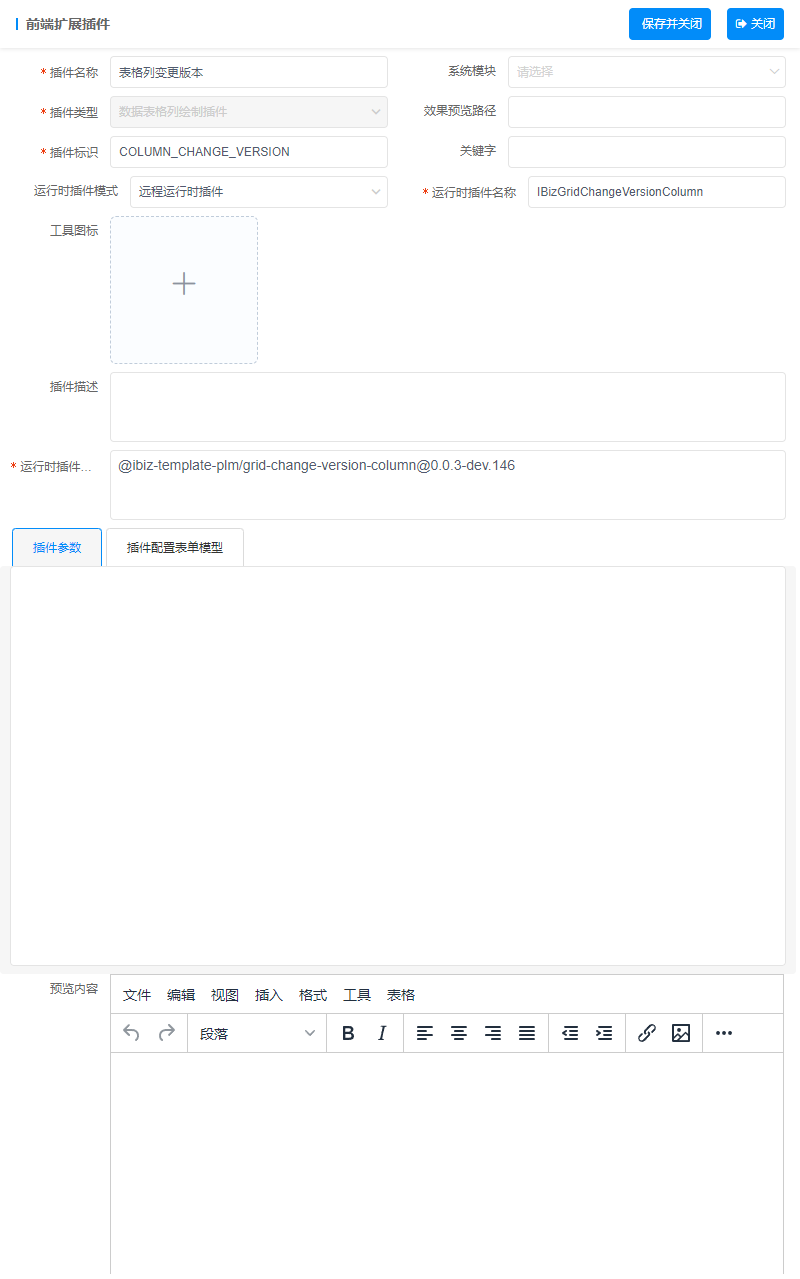 前端扩展插件 保存并关闭 关闭
* 插件名称 表格列变更版本 系统模块 请选择
* 插件类型 数据表格列绘制插件 效果预览路径
* 插件标识 COLUMN_CHANGE_VERSION 关键字
运行时插件模式 远程运行时插件 * 运行时插件名称 IBizGridChangeVersionColumn
工具图标
插件描述
* 运行时插件... @ibiz-template-plm/grid-change-version-column@0.0.3-dev.146
插件参数 插件配置表单模型
预览内容 文件 编辑 视图 插入 格式 工具 表格
段落 B I